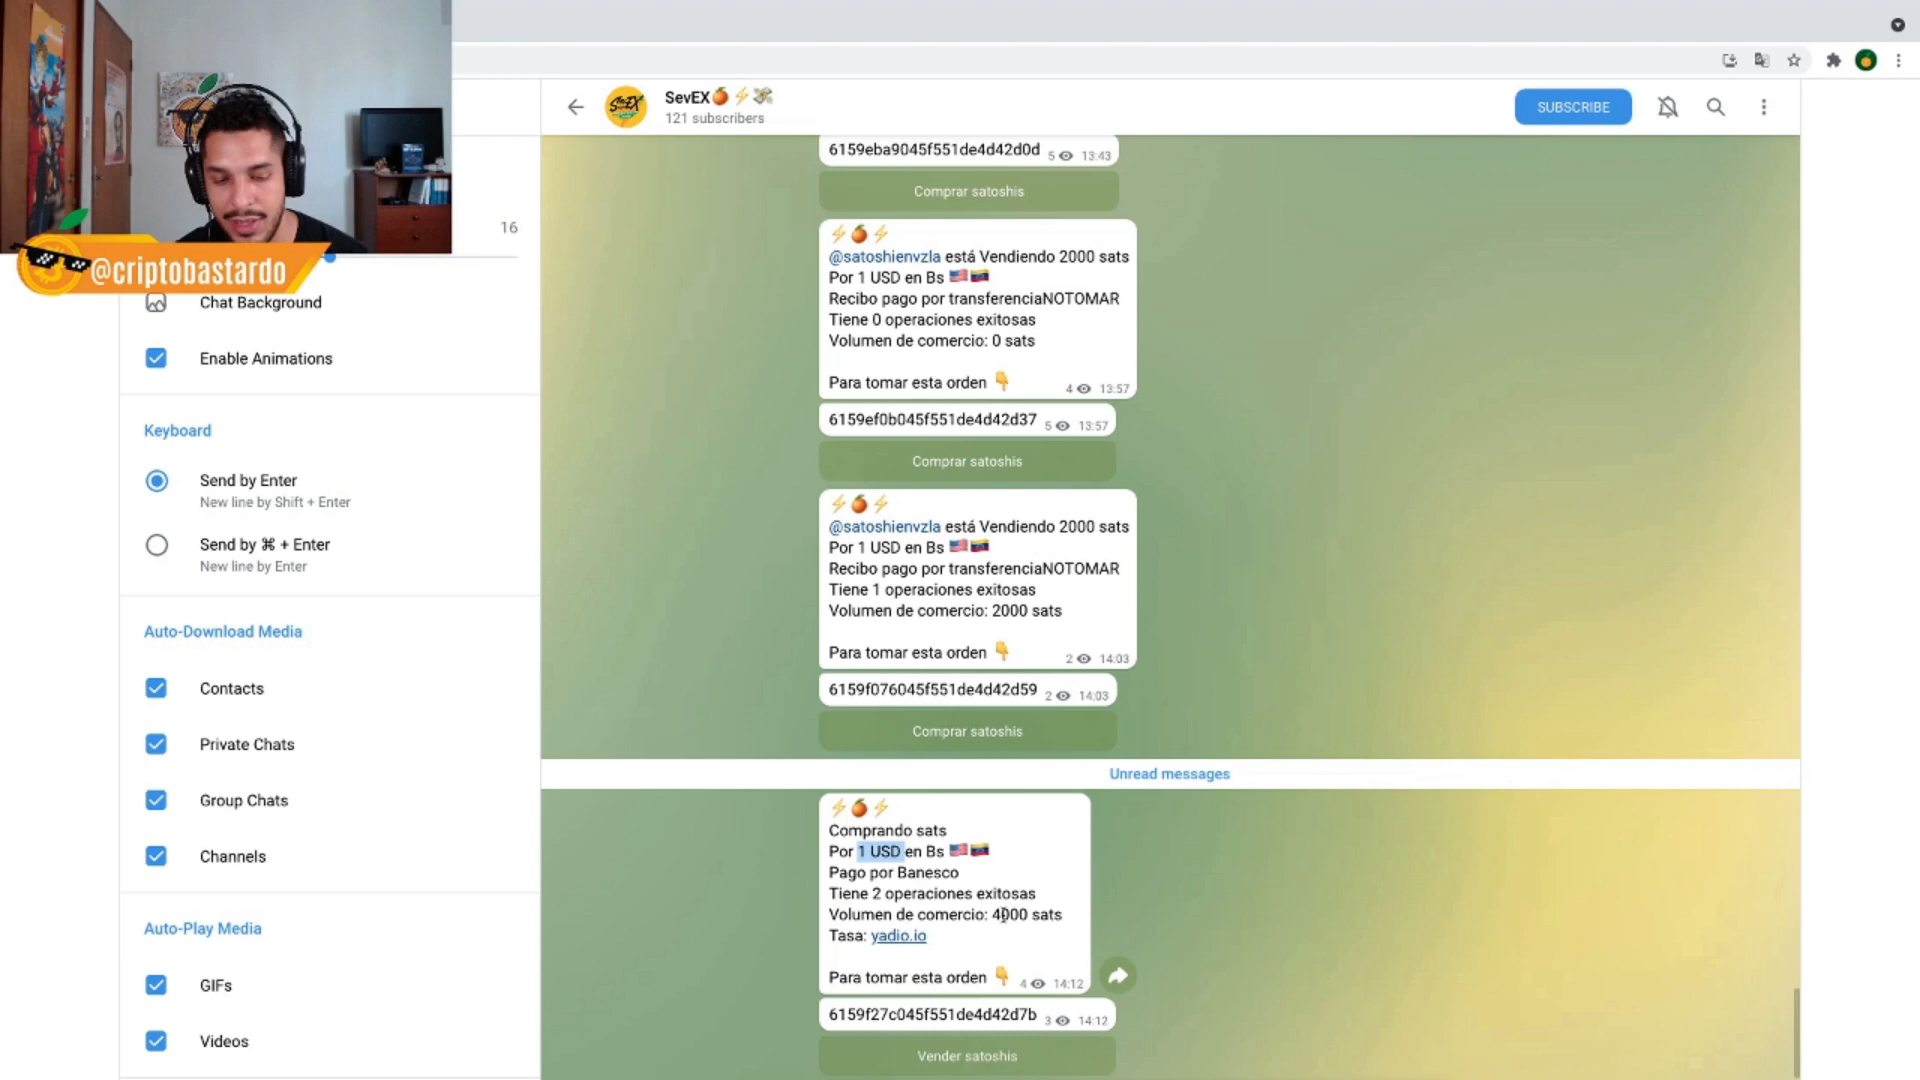 @criptobastardo
16
Chat Background
Enable Animations
Keyboard
Send by Enter
New line by Shift + Enter
Send by ⌘ + Enter
New line by Enter
Auto-Download Media
Contacts
Private Chats
Group Chats
Channels
Auto-Play Media
GIFs
Videos
SevEX🍊⚡💸
121 subscribers
SUBSCRIBE
6159eba9045f551de4d42d0d 5 13:43
Comprar satoshis
⚡🍊⚡
@satoshienvzla está Vendiendo 2000 sats
Por 1 USD en Bs 🇺🇸🇻🇪
Recibo pago por transferenciaNOTOMAR
Tiene 0 operaciones exitosas
Volumen de comercio: 0 sats
Para tomar esta orden 👇 4 13:57
6159ef0b045f551de4d42d37 5 13:57
Comprar satoshis
⚡🍊⚡
@satoshienvzla está Vendiendo 2000 sats
Por 1 USD en Bs 🇺🇸🇻🇪
Recibo pago por transferenciaNOTOMAR
Tiene 1 operaciones exitosas
Volumen de comercio: 2000 sats
Para tomar esta orden 👇 2 14:03
6159f076045f551de4d42d59 2 14:03
Comprar satoshis
Unread messages
⚡🍊⚡
Comprando sats
Por 1 USD en Bs 🇺🇸🇻🇪
Pago por Banesco
Tiene 2 operaciones exitosas
Volumen de comercio: 4000 sats
Tasa: yadio.io
Para tomar esta orden 👇 4 14:12
6159f27c045f551de4d42d7b 3 14:12
Vender satoshis